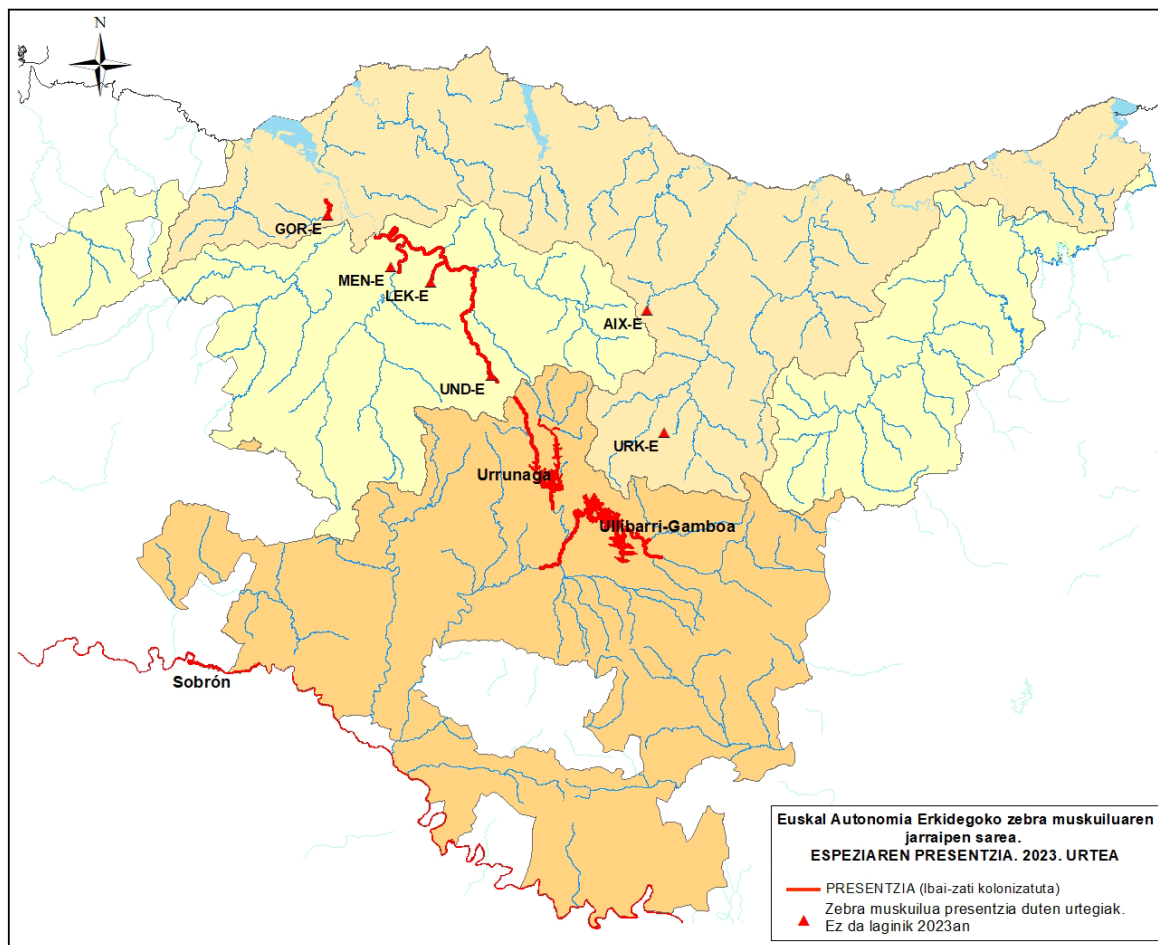 N
GOR-E
MEN-E
LEK-E
AIX-E
UND-E
URK-E
Urrunaga
Ullibarri-Gamboa
Sobrón
Euskal Autonomia Erkidegoko zebra muskuiluaren
jarraipen sarea.
ESPEZIAREN PRESENTZIA. 2023. URTEA
PRESENTZIA (Ibai-zati kolonizatuta)
Zebra muskuilua presentzia duten urtegiak.
Ez da laginik 2023an